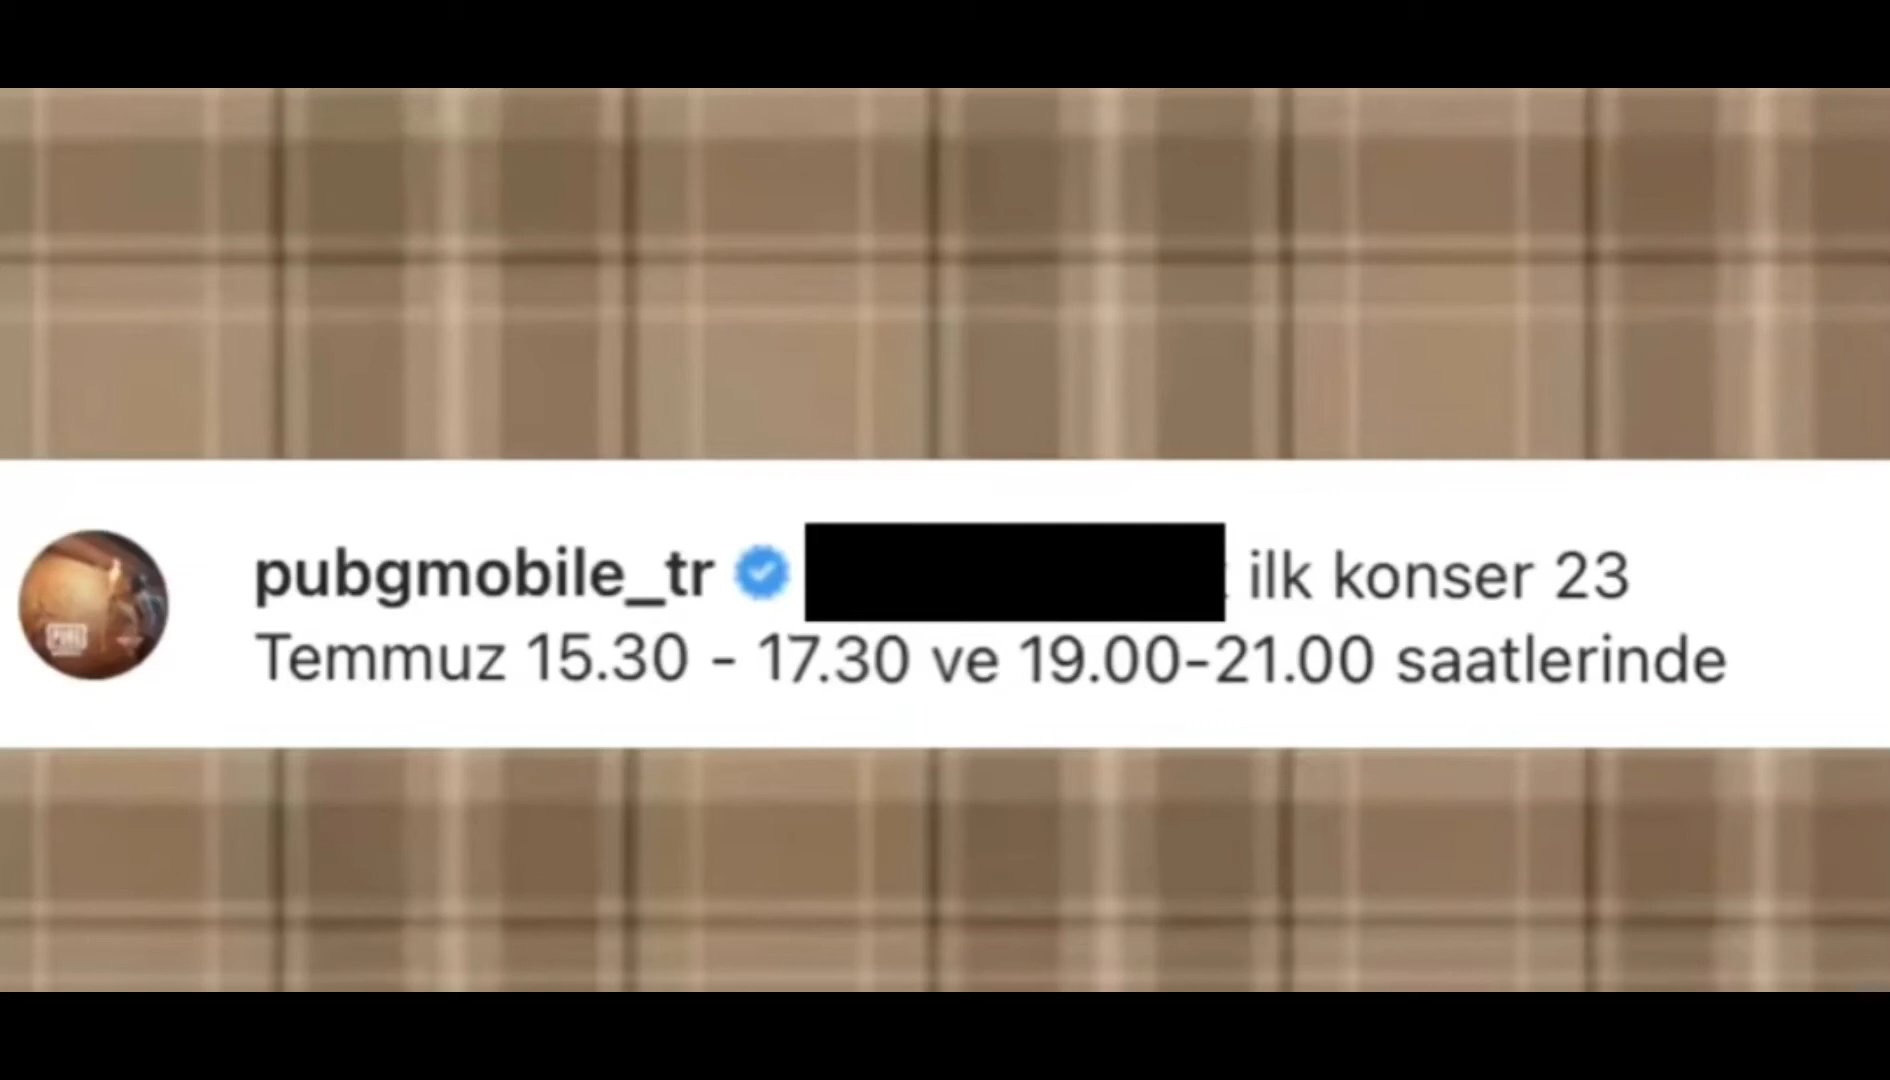 pubgmobile_tr ilk konser 23
Temmuz 15.30 - 17.30 ve 19.00-21.00 saatlerinde